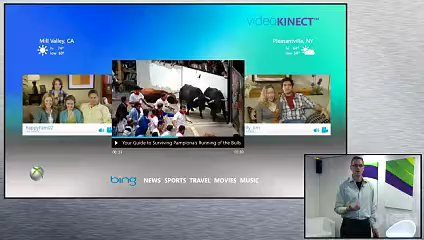 videoKINECT
Mill Valley, CA
Pleasantville, NY
Your Guide to Surviving Pamplona's Running of the Bulls
bing NEWS SPORTS TRAVEL MOVIES MUSIC